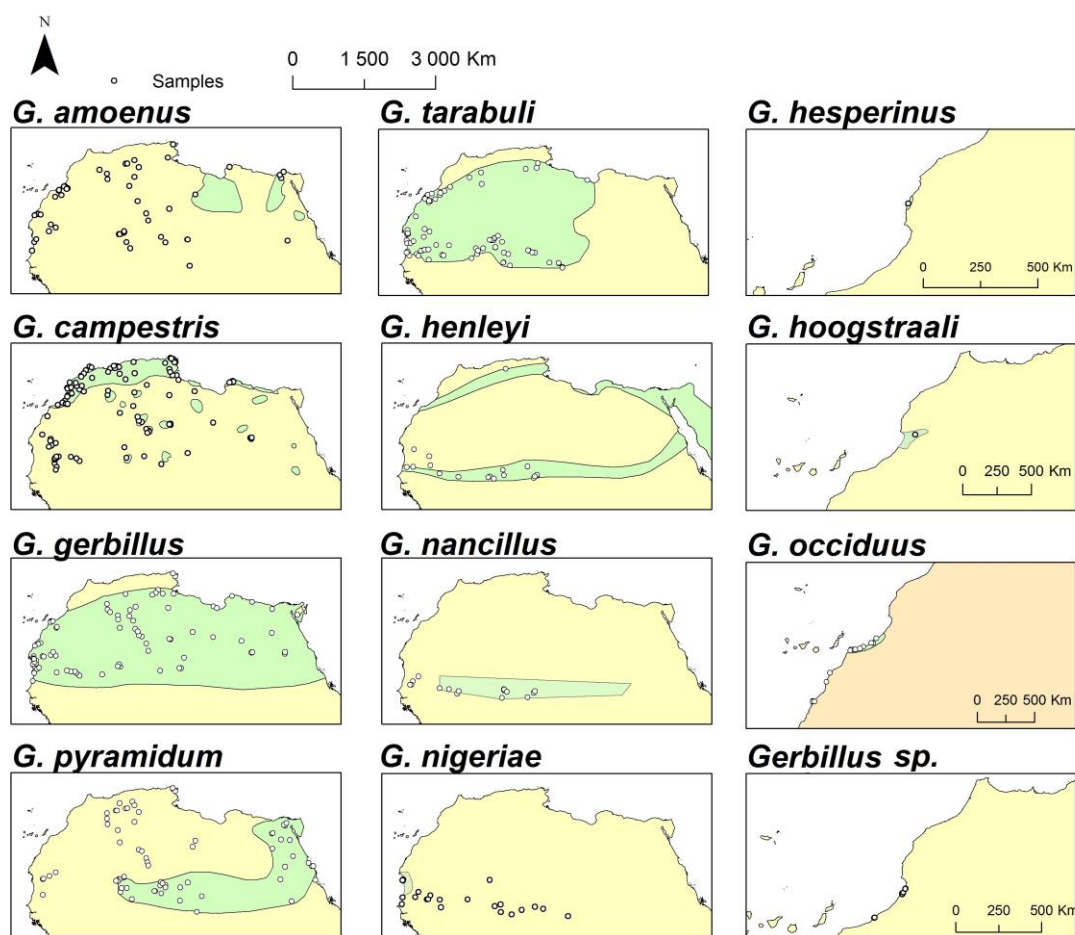 N
0 1 500 3 000 Km
Samples
G. amoenus
G. tarabuli
G. hesperinus
0 250 500 Km
G. campestris
G. henleyi
G. hoogstraali
0 250 500 Km
G. gerbillus
G. nancillus
G. occiduus
0 250 500 Km
G. pyramidum
G. nigeriae
Gerbillus sp.
0 250 500 Km